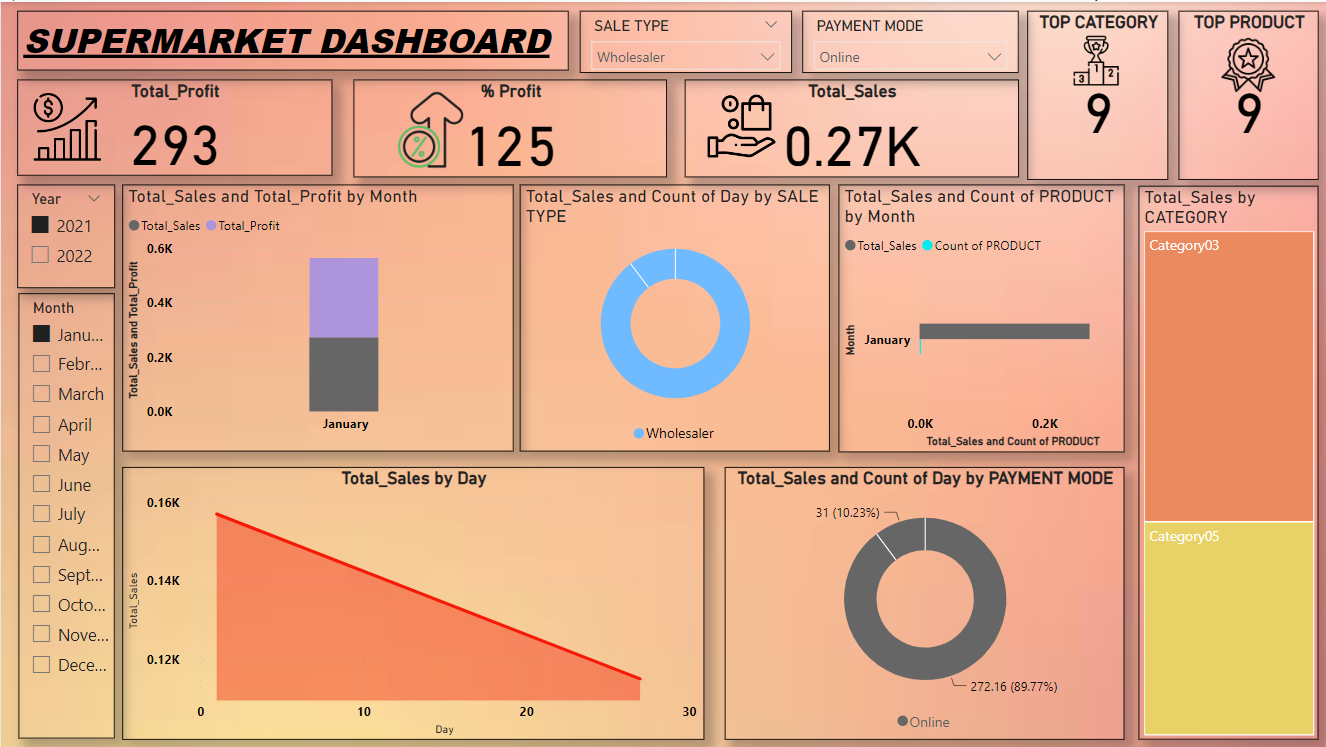 SUPERMARKET DASHBOARD
SALE TYPE
Wholesaler
PAYMENT MODE
Online
TOP CATEGORY
1
2
3
9
TOP PRODUCT
9
Total_Profit
$
293
% Profit
%
125
Total_Sales
0.27K
Year
2021
2022
Month
Janu...
Febr...
March
April
May
June
July
Aug...
Sept...
Octo...
Nove...
Dece...
Total_Sales and Total_Profit by Month
Total_Sales Total_Profit
Total_Sales and Total_Profit
0.6K
0.4K
0.2K
0.0K
January
Total_Sales and Count of Day by SALE
TYPE
Wholesaler
Total_Sales and Count of PRODUCT
by Month
Total_Sales Count of PRODUCT
Month
January
0.0K 0.2K
Total_Sales and Count of PRODUCT
Total_Sales by
CATEGORY
Category03
Category05
Total_Sales by Day
Total_Sales
0.16K
0.14K
0.12K
0 10 20 30
Day
Total_Sales and Count of Day by PAYMENT MODE
31 (10.23%)
272.16 (89.77%)
Online